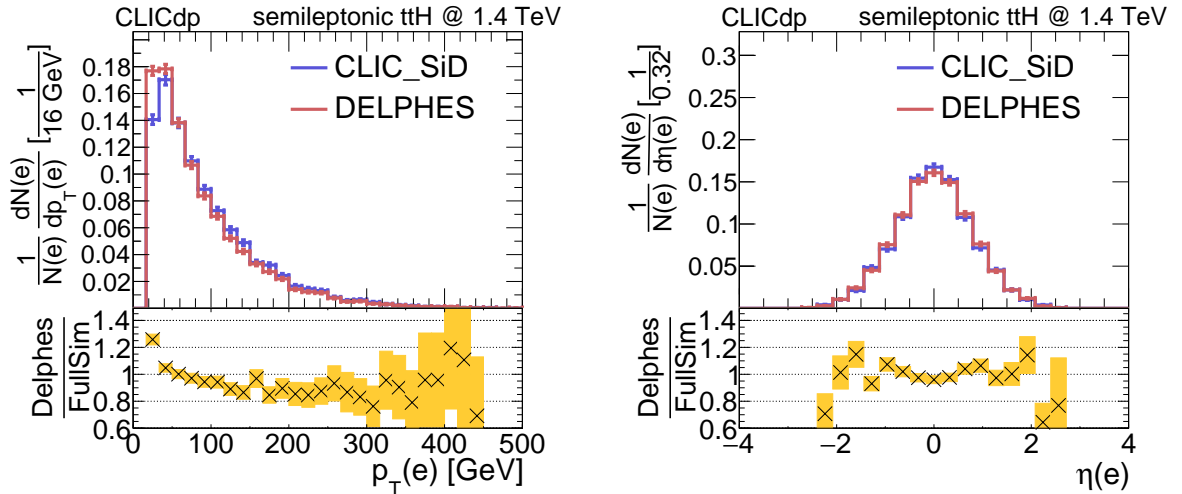 CLICdp semileptonic ttH @ 1.4 TeV
1/N(e) dN(e)/dp_T(e) [1/16 GeV]
0.18
0.16
0.14
0.12
0.10
0.08
0.06
0.04
0.02
CLIC_SiD
DELPHES
Delphes/FullSim
1.4
1.2
1
0.8
0.6
0 100 200 300 400 500
p_T(e) [GeV]
CLICdp semileptonic ttH @ 1.4 TeV
1/N(e) dN(e)/dη(e) [1/0.32]
0.3
0.25
0.2
0.15
0.1
0.05
CLIC_SiD
DELPHES
Delphes/FullSim
1.4
1.2
1
0.8
0.6
−4 −2 0 2 4
η(e)